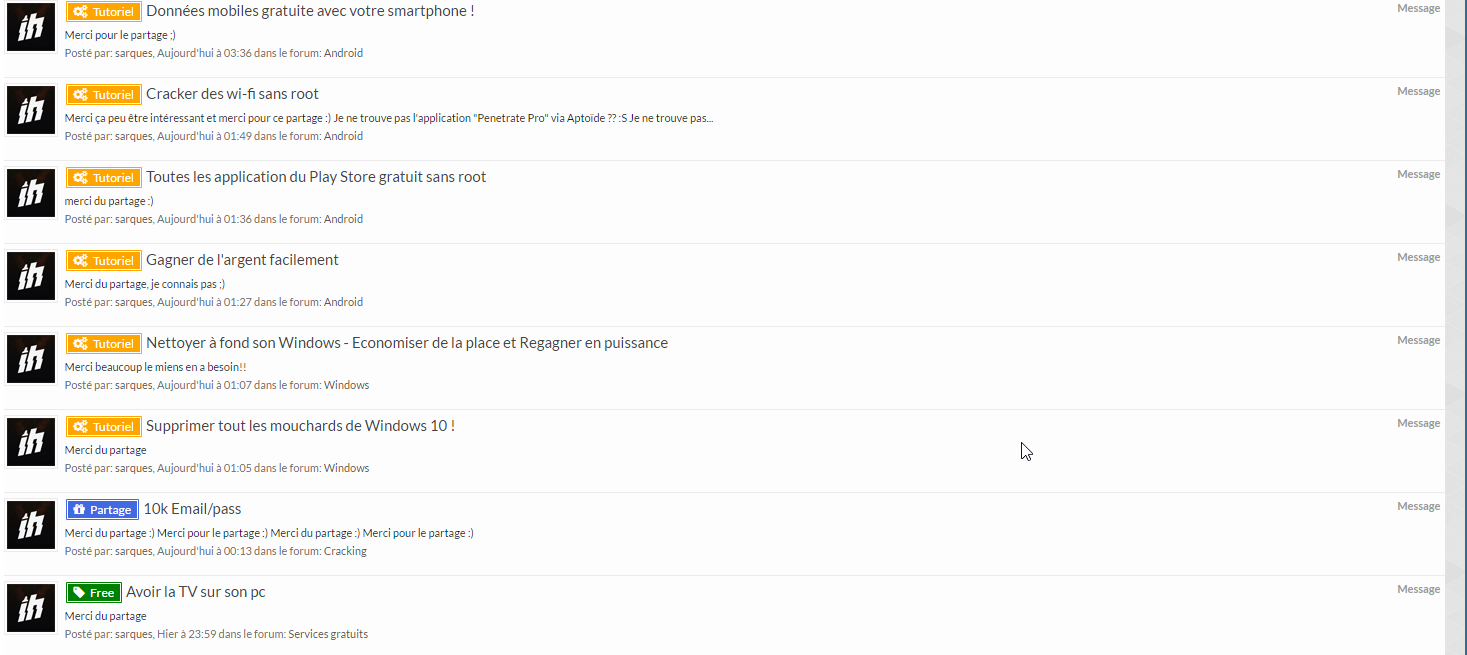 Tutoriel Données mobiles gratuite avec votre smartphone ! Message
Merci pour le partage ;)
Posté par: sarques, Aujourd'hui à 03:36 dans le forum: Android
Tutoriel Cracker des wi-fi sans root Message
Merci ça peu être intéressant et merci pour ce partage :) Je ne trouve pas l'application "Penetrate Pro" via Aptoïde ?? :S Je ne trouve pas...
Posté par: sarques, Aujourd'hui à 01:49 dans le forum: Android
Tutoriel Toutes les application du Play Store gratuit sans root Message
merci du partage :)
Posté par: sarques, Aujourd'hui à 01:36 dans le forum: Android
Tutoriel Gagner de l'argent facilement Message
Merci du partage, je connais pas ;)
Posté par: sarques, Aujourd'hui à 01:27 dans le forum: Android
Tutoriel Nettoyer à fond son Windows - Economiser de la place et Regagner en puissance Message
Merci beaucoup le miens en a besoin!!
Posté par: sarques, Aujourd'hui à 01:07 dans le forum: Windows
Tutoriel Supprimer tout les mouchards de Windows 10 ! Message
Merci du partage
Posté par: sarques, Aujourd'hui à 01:05 dans le forum: Windows
Partage 10k Email/pass Message
Merci du partage :) Merci pour le partage :) Merci du partage :) Merci pour le partage :)
Posté par: sarques, Aujourd'hui à 00:13 dans le forum: Cracking
Free Avoir la TV sur son pc Message
Merci du partage
Posté par: sarques, Hier à 23:59 dans le forum: Services gratuits